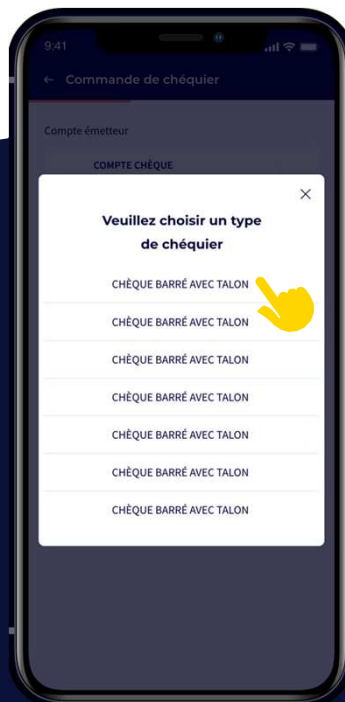 9:41
← Commande de chéquier
Compte émetteur
COMPTE CHÈQUE
Veuillez choisir un type
de chéquier
CHÈQUE BARRÉ AVEC TALON
CHÈQUE BARRÉ AVEC TALON
CHÈQUE BARRÉ AVEC TALON
CHÈQUE BARRÉ AVEC TALON
CHÈQUE BARRÉ AVEC TALON
CHÈQUE BARRÉ AVEC TALON
CHÈQUE BARRÉ AVEC TALON